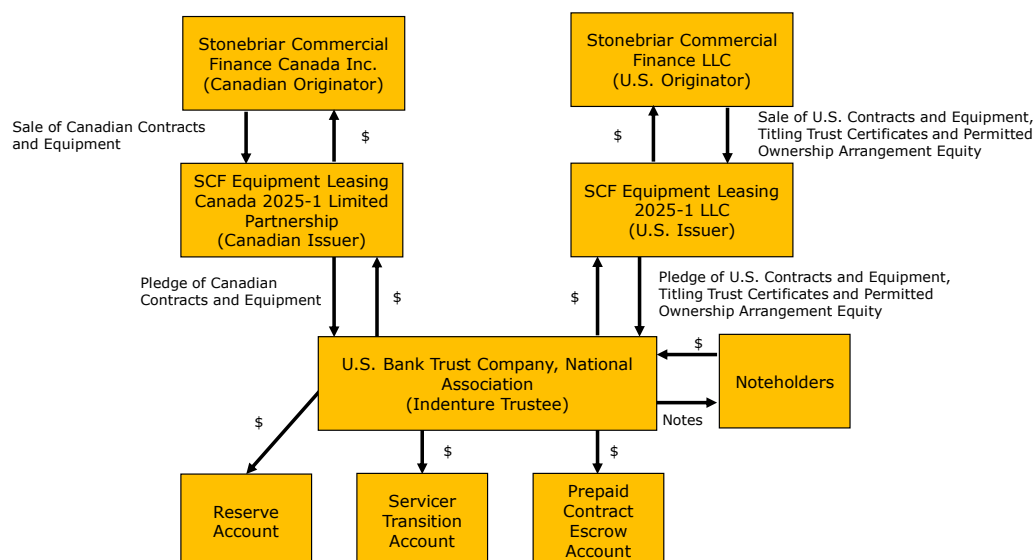 Stonebriar Commercial
Finance Canada Inc.
(Canadian Originator)
Stonebriar Commercial
Finance LLC
(U.S. Originator)
Sale of Canadian Contracts
and Equipment
$
$
Sale of U.S. Contracts and Equipment,
Titling Trust Certificates and Permitted
Ownership Arrangement Equity
SCF Equipment Leasing
Canada 2025-1 Limited
Partnership
(Canadian Issuer)
SCF Equipment Leasing
2025-1 LLC
(U.S. Issuer)
Pledge of Canadian
Contracts and Equipment
$
$
Pledge of U.S. Contracts and Equipment,
Titling Trust Certificates and Permitted
Ownership Arrangement Equity
U.S. Bank Trust Company, National
Association
(Indenture Trustee)
$
Notes
Noteholders
$
$
$
Reserve
Account
Servicer
Transition
Account
Prepaid
Contract
Escrow
Account